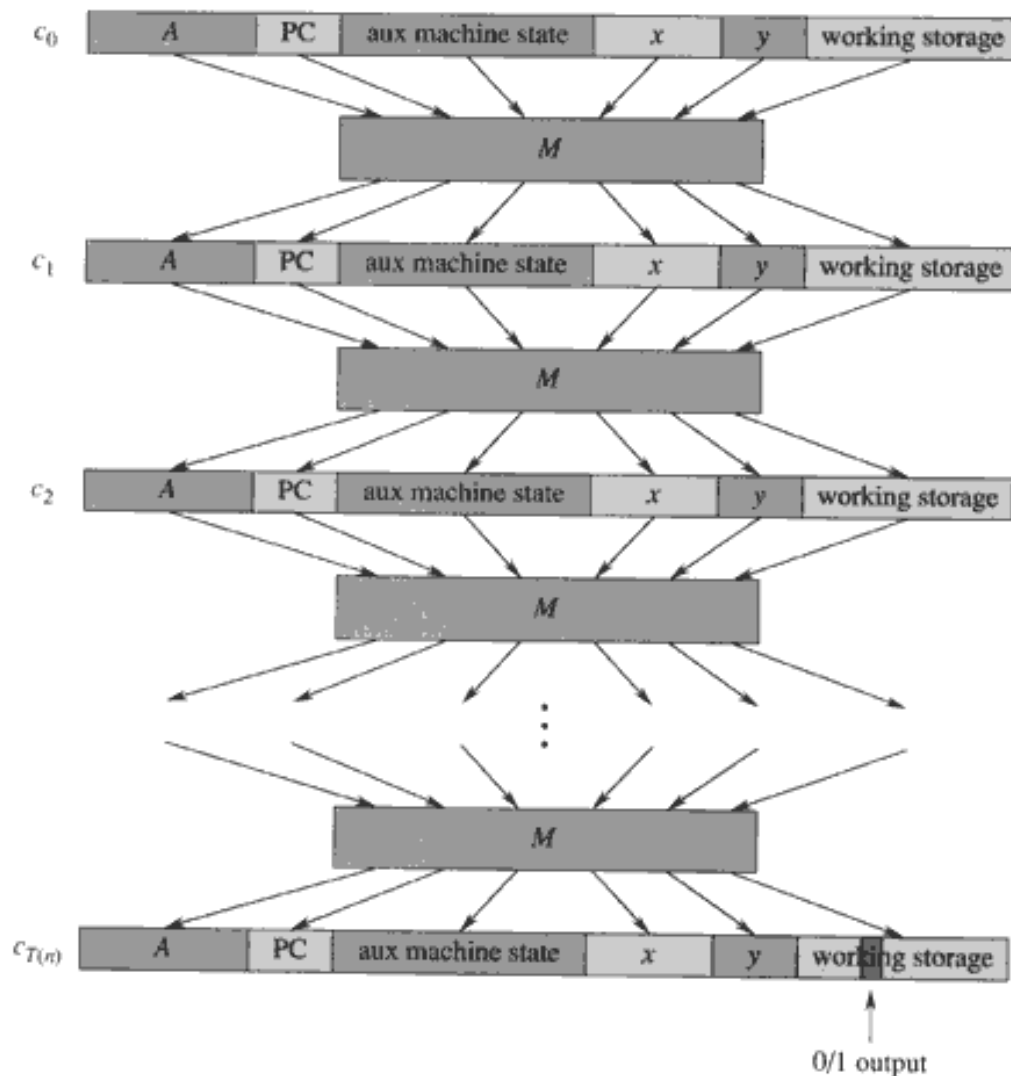 c0 A PC aux machine state x y working storage
M
c1 A PC aux machine state x y working storage
M
c2 A PC aux machine state x y working storage
M
M
cT(n) A PC aux machine state x y working storage
0/1 output